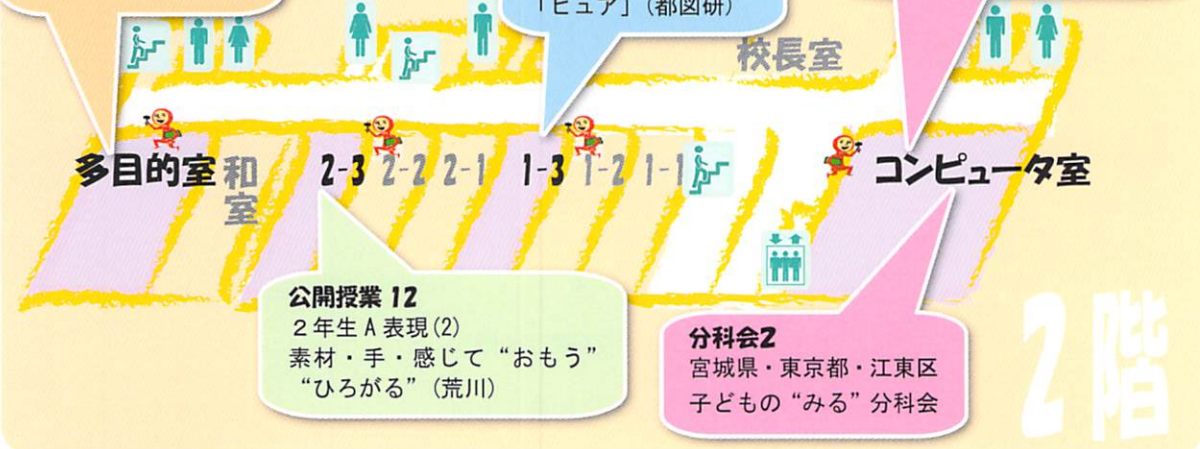 「ピュア」（都図研）
校長室
多目的室
和室
2-3
2-2
2-1
1-3
1-2
1-1
コンピュータ室
公開授業 12
２年生 A 表現(2)
素材・手・感じて “おもう”
“ひろがる”（荒川）
分科会2
宮城県・東京都・江東区
子どもの “みる” 分科会
2階